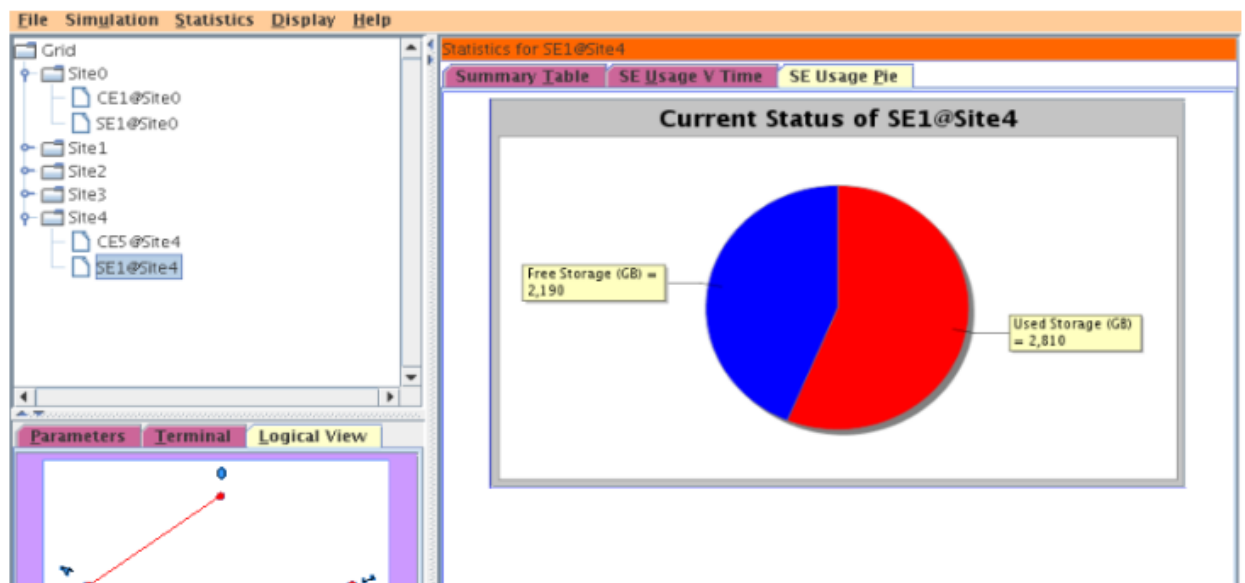 File Simulation Statistics Display Help
Grid
Site0
CE1@Site0
SE1@Site0
Site1
Site2
Site3
Site4
CE5@Site4
SE1@Site4
Parameters Terminal Logical View
0
4
Statistics for SE1@Site4
Summary Table SE Usage V Time SE Usage Pie
Current Status of SE1@Site4
Free Storage (GB) =
2,190
Used Storage (GB)
= 2,810